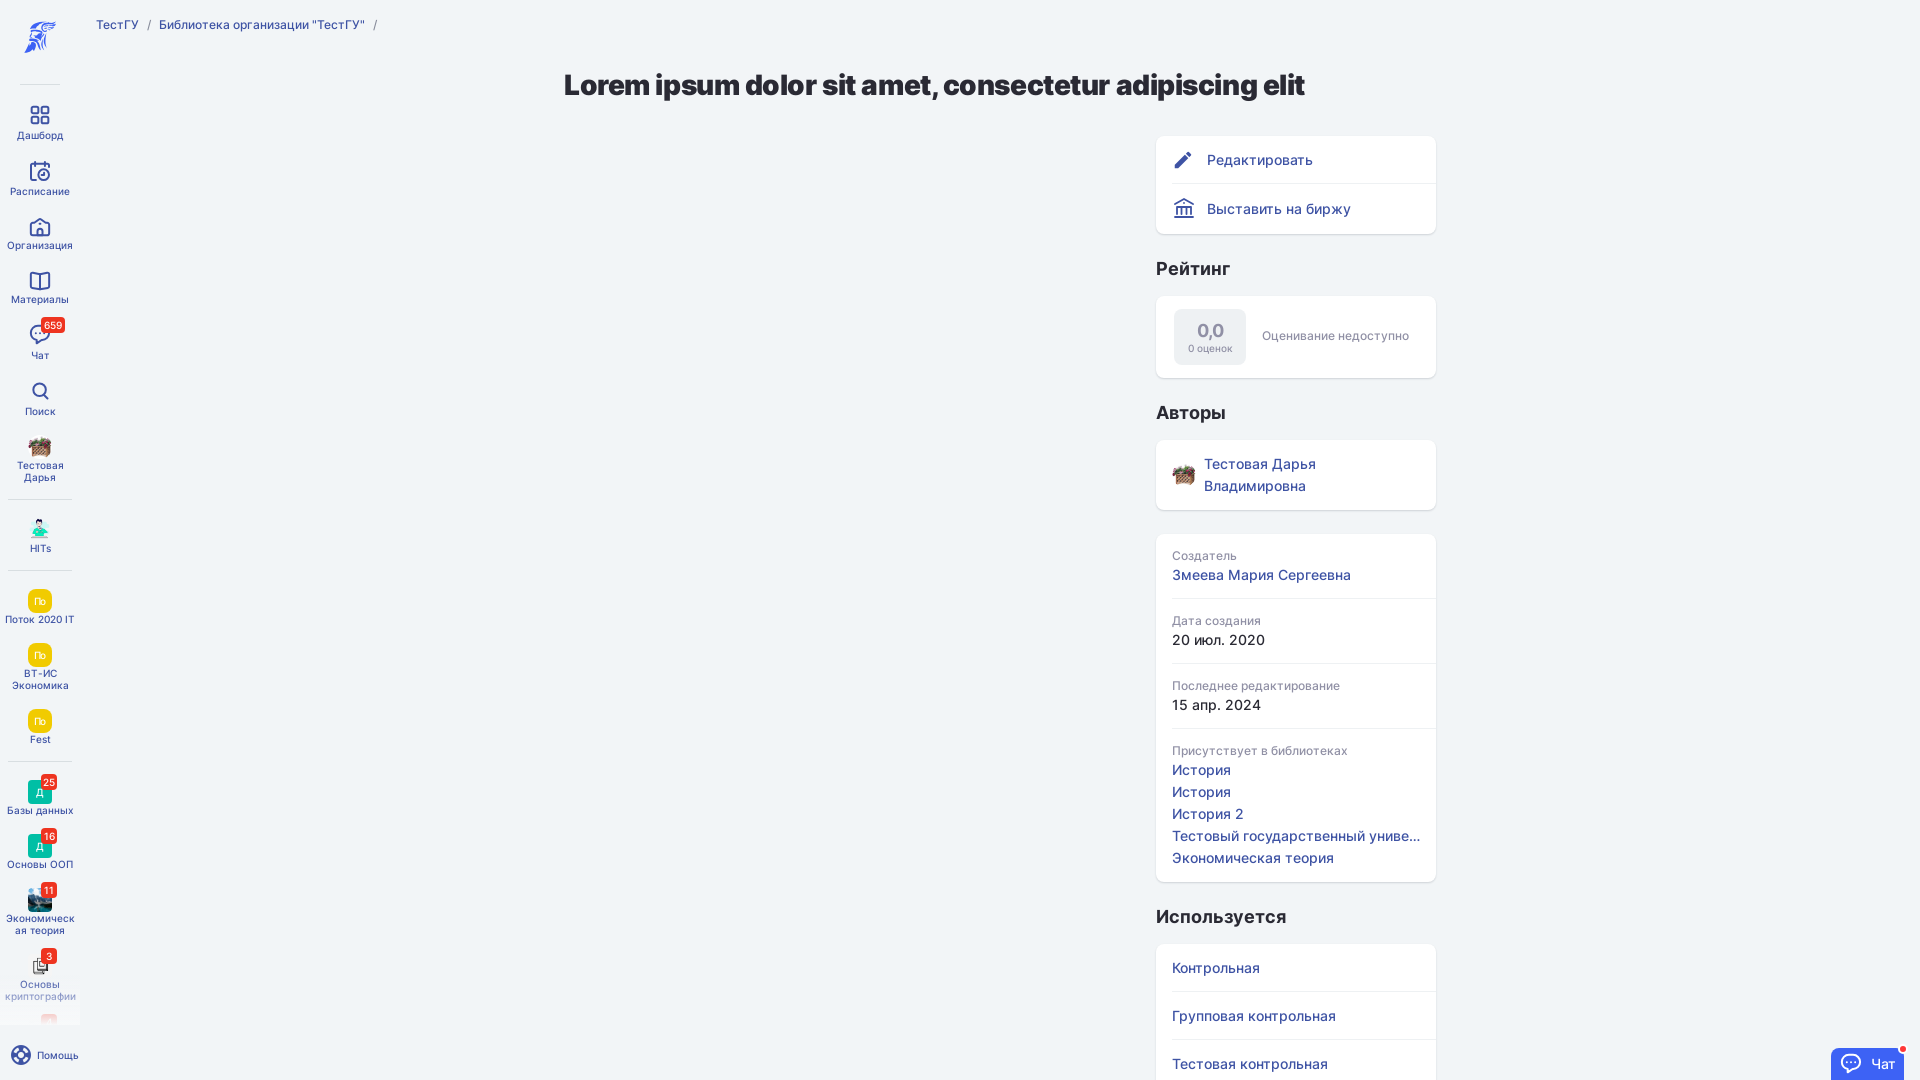 ТестГУ / Библиотека организации "ТестГУ" /
Lorem ipsum dolor sit amet, consectetur adipiscing elit
Дашборд
Расписание
Организация
Материалы
659
Чат
Поиск
Тестовая
Дарья
HITs
По
Поток 2020 IT
По
ВТ-ИС
Экономика
По
Fest
25
Д
Базы данных
16
Д
Основы ООП
11
Экономическ
ая теория
3
Основы
криптографии
Помощь
Редактировать
Выставить на биржу
Рейтинг
0,0
0 оценок
Оценивание недоступно
Авторы
Тестовая Дарья
Владимировна
Создатель
Змеева Мария Сергеевна
Дата создания
20 июл. 2020
Последнее редактирование
15 апр. 2024
Присутствует в библиотеках
История
История
История 2
Тестовый государственный униве...
Экономическая теория
Используется
Контрольная
Групповая контрольная
Тестовая контрольная
Чат